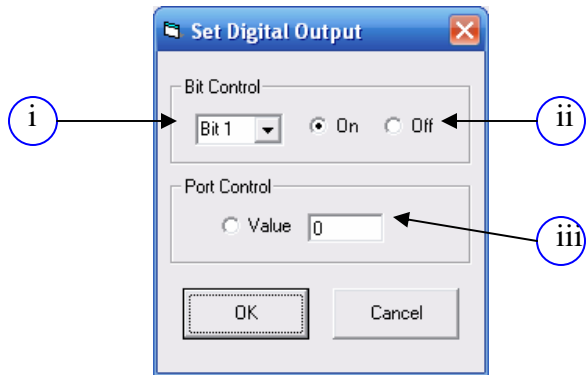 Set Digital Output
Bit Control
i
Bit 1
On
Off
ii
Port Control
Value
0
iii
OK
Cancel